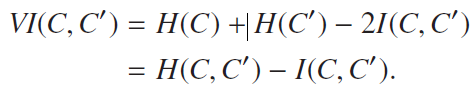 VI(C, C′) = H(C) +|H(C′) − 2I(C, C′)
= H(C, C′) − I(C, C′).